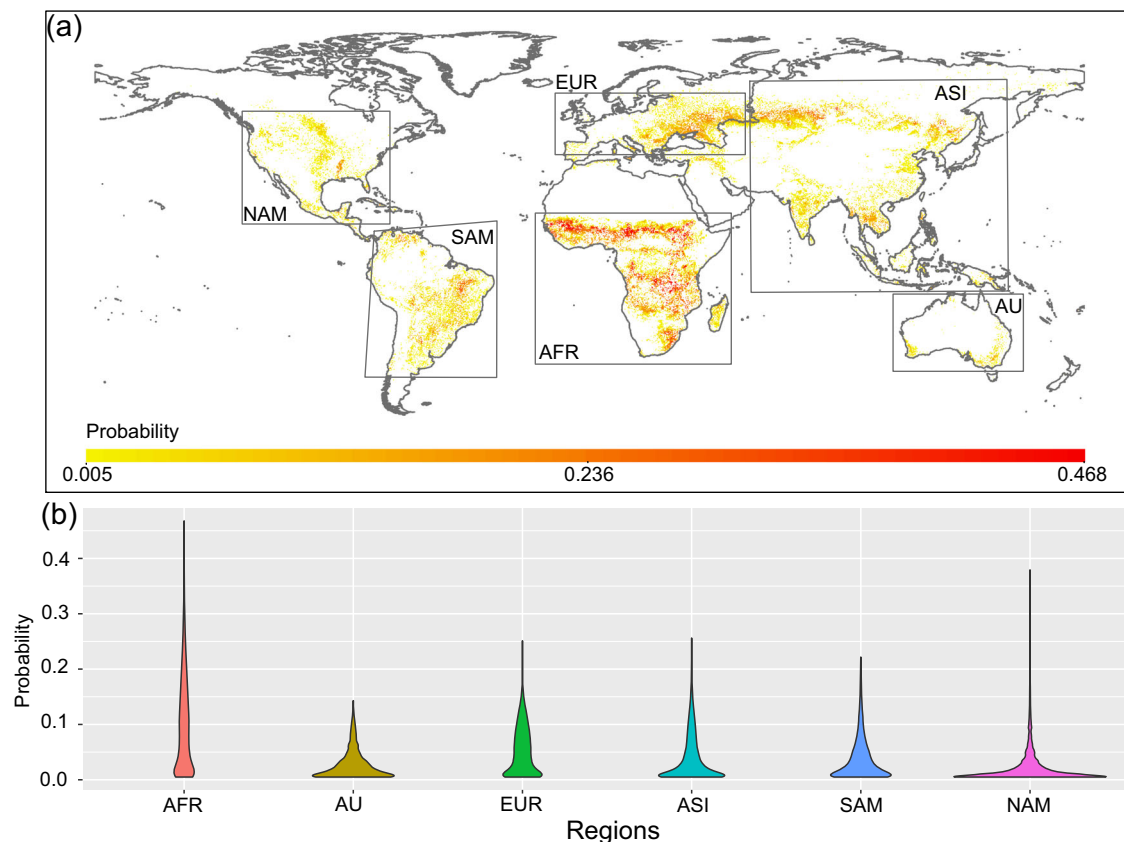 (a)
EUR
ASI
NAM
SAM
AFR
AU
Probability
0.005 0.236 0.468
(b)
Probability
0.4
0.3
0.2
0.1
0.0
AFR AU EUR ASI SAM NAM
Regions